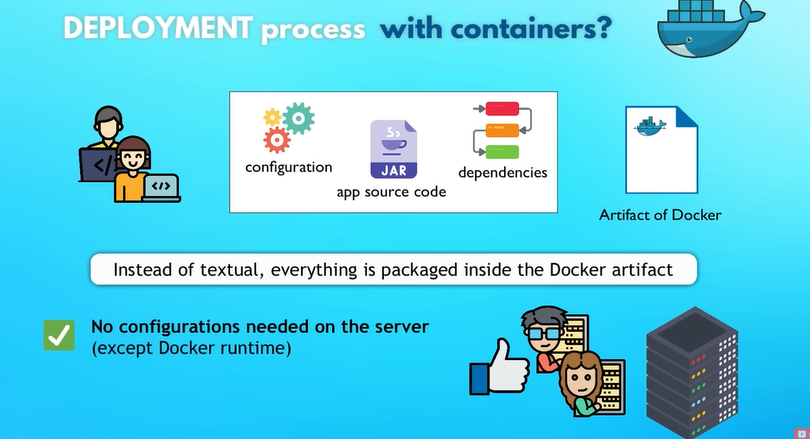 DEPLOYMENT process with containers?
configuration
JAR
app source code
dependencies
Artifact of Docker
Instead of textual, everything is packaged inside the Docker artifact
No configurations needed on the server
(except Docker runtime)